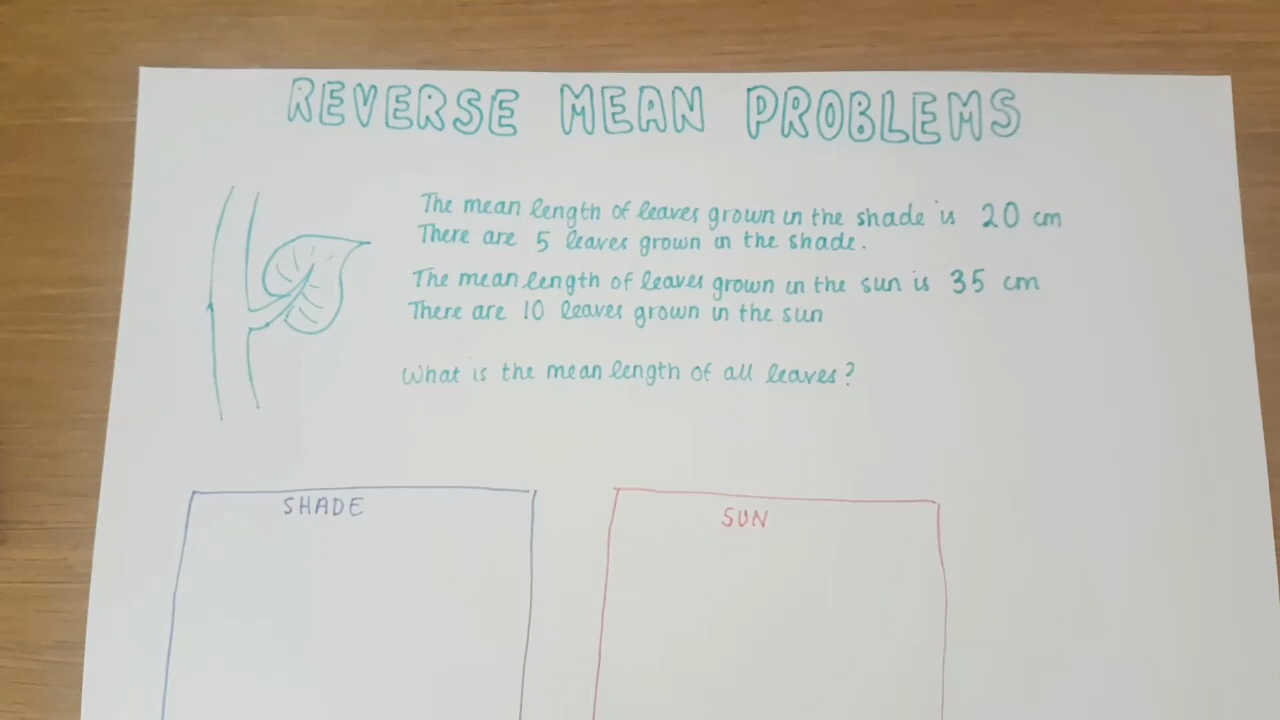 REVERSE MEAN PROBLEMS
The mean length of leaves grown in the shade is 20 cm
There are 5 leaves grown in the shade.
The mean length of leaves grown in the sun is 35 cm
There are 10 leaves grown in the sun
What is the mean length of all leaves?
SHADE
SUN